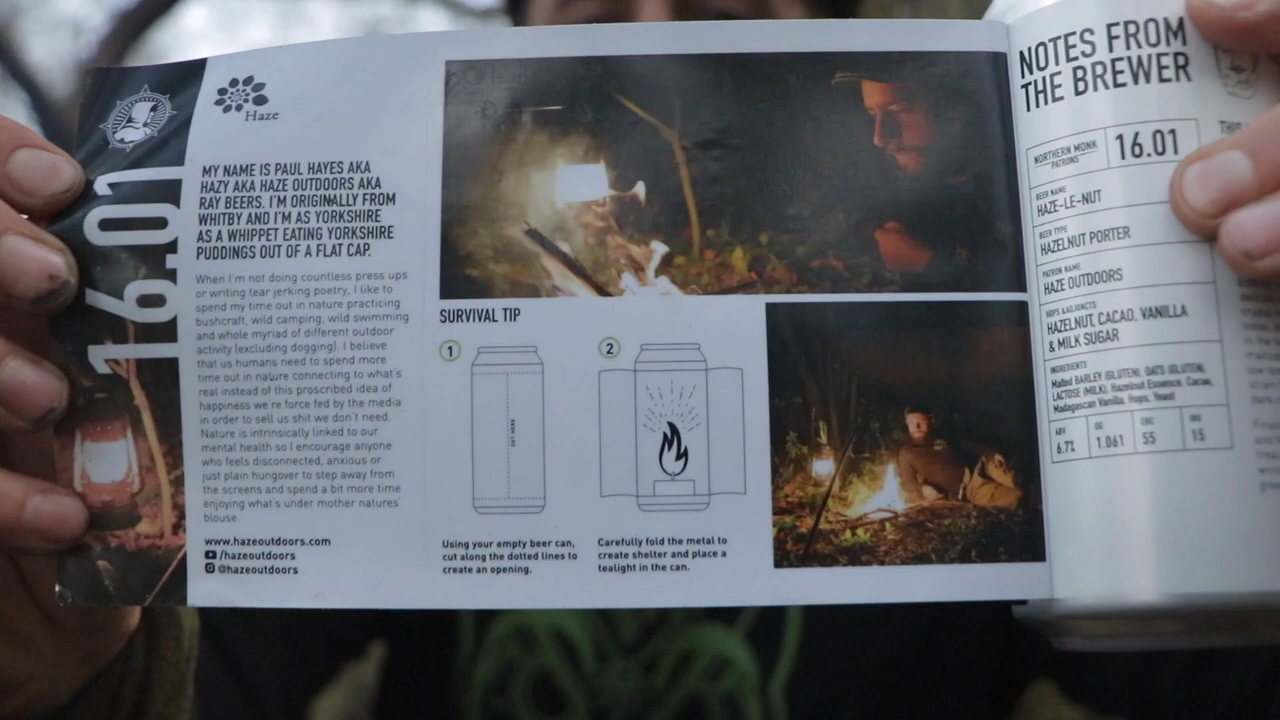 16.01
Haze
MY NAME IS PAUL HAYES AKA
HAZY AKA HAZE OUTDOORS AKA
RAY BEERS. I'M ORIGINALLY FROM
WHITBY AND I'M AS YORKSHIRE
AS A WHIPPET EATING YORKSHIRE
PUDDINGS OUT OF A FLAT CAP.
When I'm not doing countless press ups
or writing tear jerking poetry, I like to
spend my time out in nature practicing
bushcraft, wild camping, wild swimming
and whole myriad of different outdoor
activity (excluding dogging). I believe
that us humans need to spend more
time out in nature connecting to what's
real instead of this proscribed idea of
happiness we're force fed by the media
in order to sell us shit we don't need.
Nature is intrinsically linked to our
mental health so I encourage anyone
who feels disconnected, anxious or
just plain hungover to step away from
the screens and spend a bit more time
enjoying what's under mother natures'
blouse.
www.hazeoutdoors.com
/hazeoutdoors
@hazeoutdoors
SURVIVAL TIP
1
CUT HERE
2
Using your empty beer can,
cut along the dotted lines to
create an opening.
Carefully fold the metal to
create shelter and place a
tealight in the can.
NOTES FROM
THE BREWER
NORTHERN MONK
PATRONS
16.01
BEER NAME
HAZE-LE-NUT
BEER TYPE
HAZELNUT PORTER
PATRON NAME
HAZE OUTDOORS
HOPS & ADJUNCTS
HAZELNUT, CACAO, VANILLA
& MILK SUGAR
INGREDIENTS
Malted BARLEY (GLUTEN), OATS (GLUTEN),
LACTOSE (MILK), Hazelnut Essence, Cacao,
Madagascan Vanilla, Hops, Yeast
ABV
6.7%
OG
1.061
EBC
55
IBU
15